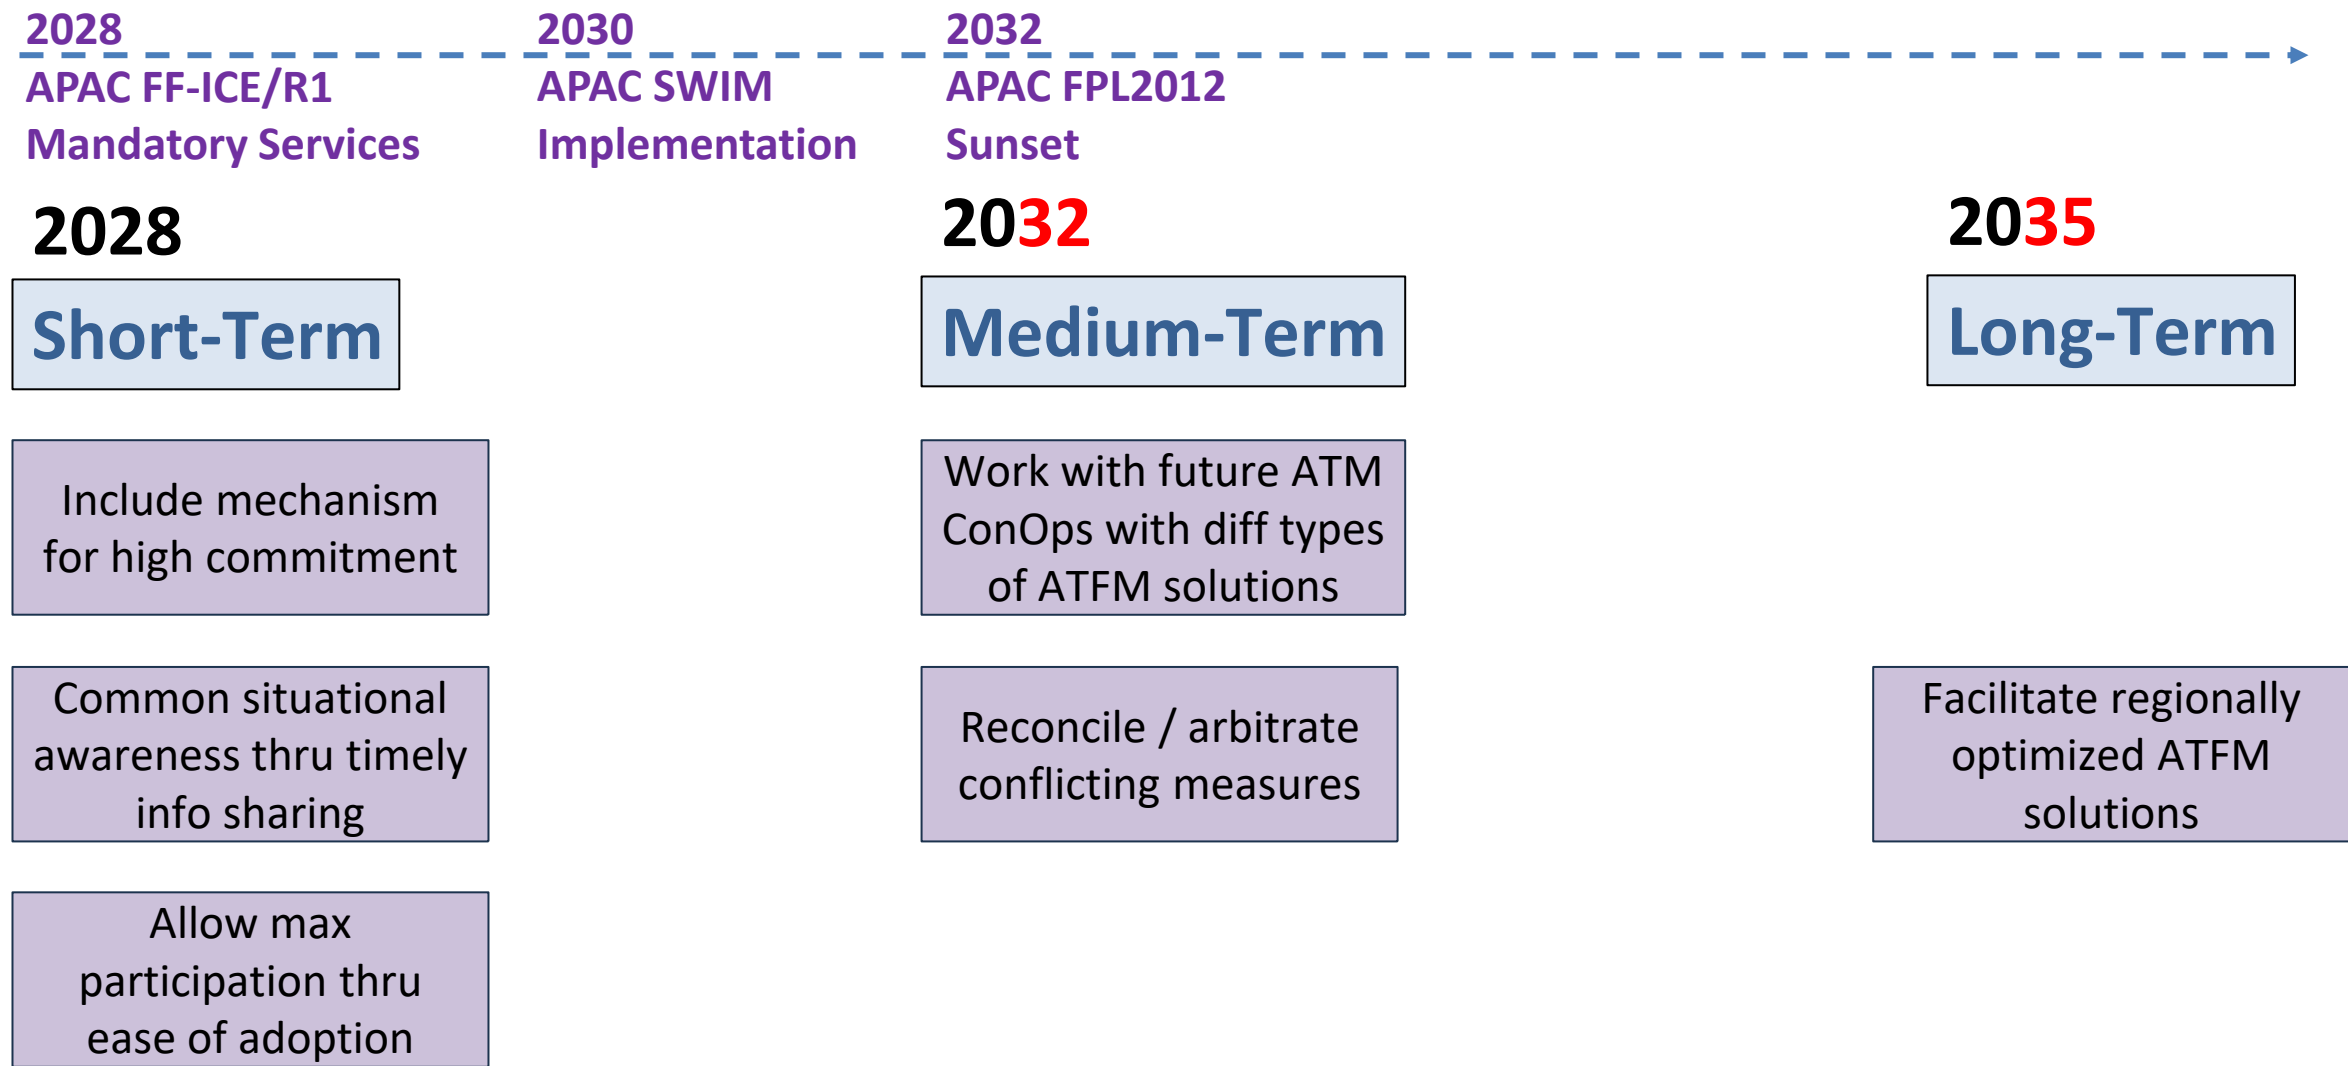 2028
APAC FF-ICE/R1
Mandatory Services
2030
APAC SWIM
Implementation
2032
APAC FPL2012
Sunset
2028
Short-Term
2032
Medium-Term
2035
Long-Term
Include mechanism
for high commitment
Work with future ATM
ConOps with diff types
of ATFM solutions
Common situational
awareness thru timely
info sharing
Reconcile / arbitrate
conflicting measures
Facilitate regionally
optimized ATFM
solutions
Allow max
participation thru
ease of adoption